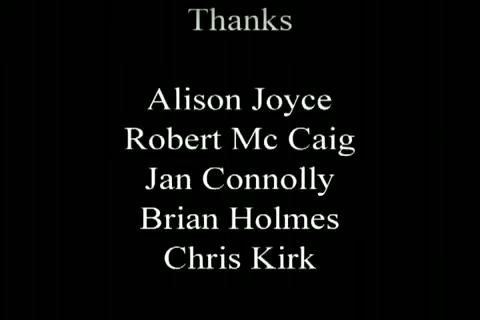 Thanks
Alison Joyce
Robert Mc Caig
Jan Connolly
Brian Holmes
Chris Kirk